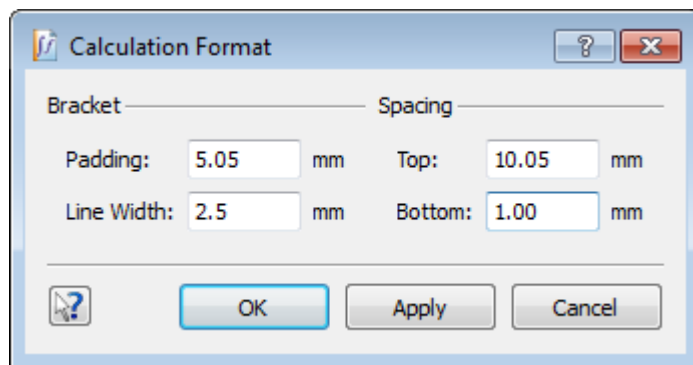 Calculation Format
Bracket Spacing
Padding: 5.05 mm Top: 10.05 mm
Line Width: 2.5 mm Bottom: 1.00 mm
OK Apply Cancel